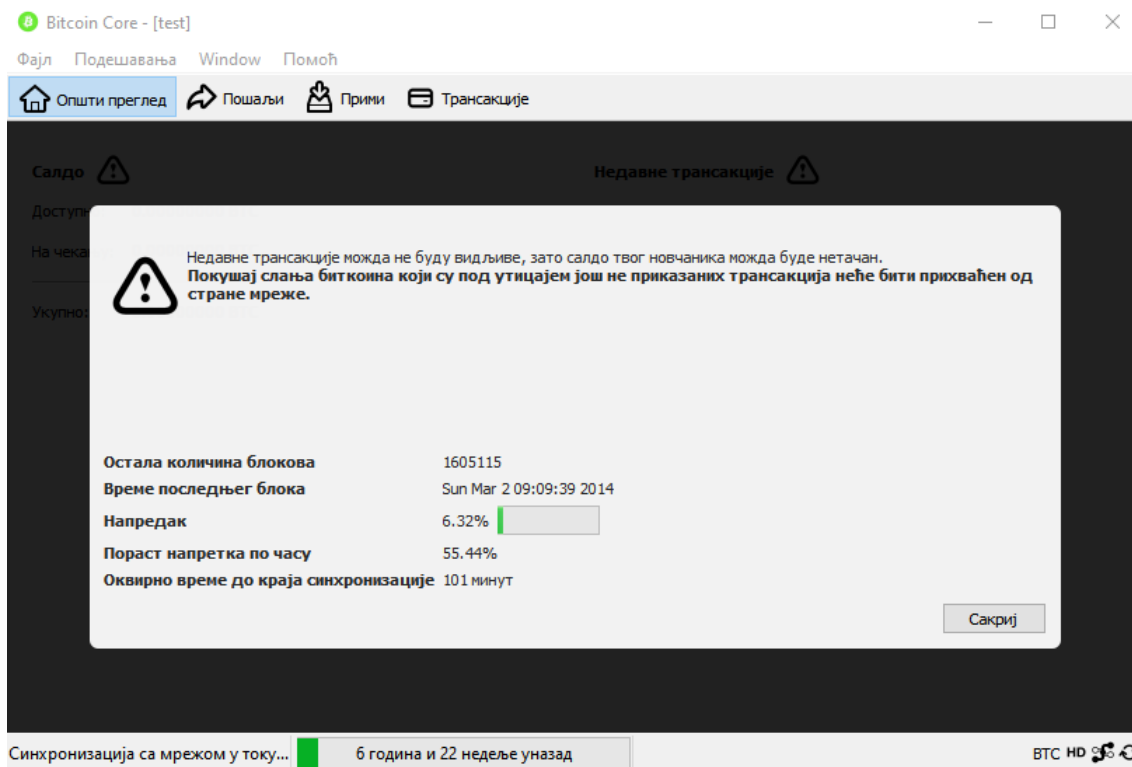 Bitcoin Core - [test]
Фајл Подешавања Window Помоћ
Општи преглед Пошаљи Прими Трансакције
Салдо Недавне трансакције
Недавне трансакције можда не буду видљиве, зато салдо твог новчаника можда буде нетачан.
Покушај слања биткоина који су под утицајем још не приказаних трансакција неће бити прихваћен од
стране мреже.
Укупно:
Остала количина блокова 1605115
Време последњег блока Sun Mar 2 09:09:39 2014
Напредак 6.32%
Пораст напретка по часу 55.44%
Оквирно време до краја синхронизације 101 минут
Сакриј
Синхронизација са мрежом у току... 6 година и 22 недеље уназад
BTC HD